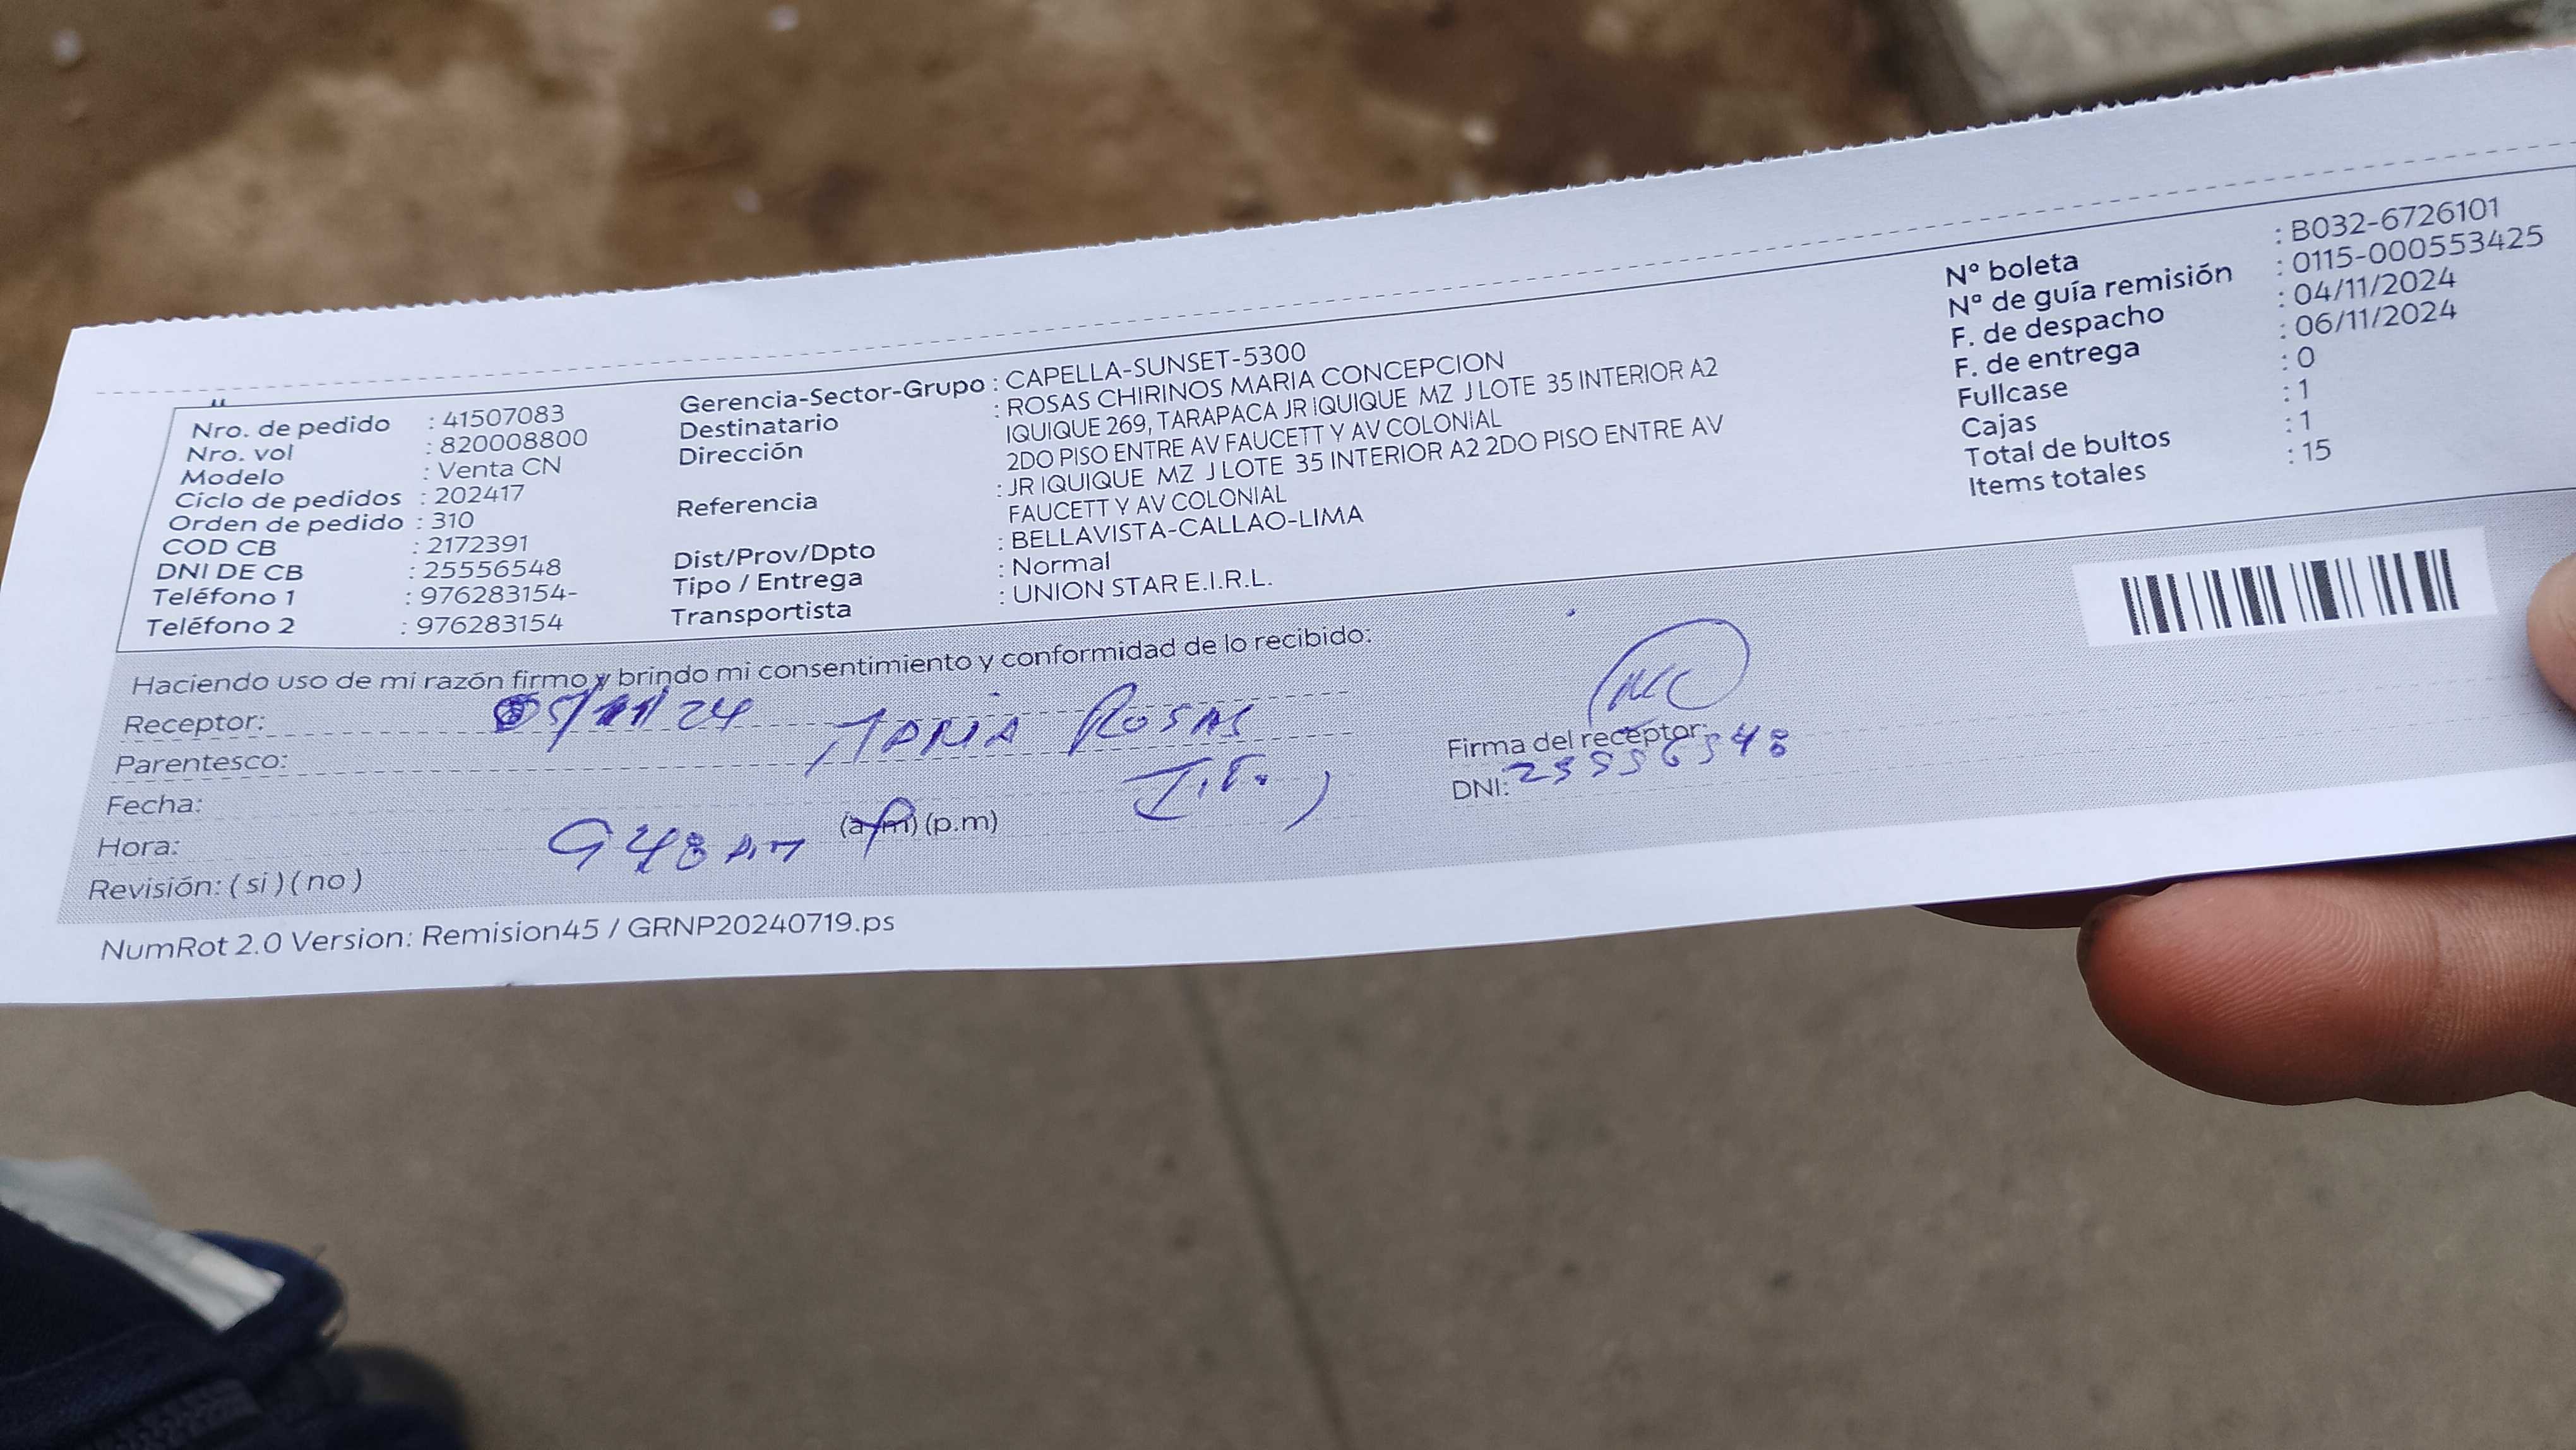 Nro. de pedido : 41507083
Nro. vol : 820008800
Modelo : Venta CN
Ciclo de pedidos : 202417
Orden de pedido : 310
COD CB : 2172391
DNI DE CB : 25556548
Teléfono 1 : 976283154-
Teléfono 2 : 976283154
Gerencia-Sector-Grupo : CAPELLA-SUNSET-5300
Destinatario : ROSAS CHIRINOS MARIA CONCEPCION
Dirección IQUIQUE 269, TARAPACA JR IQUIQUE MZ J LOTE 35 INTERIOR A2
2DO PISO ENTRE AV FAUCETT Y AV COLONIAL
Referencia : JR IQUIQUE MZ J LOTE 35 INTERIOR A2 2DO PISO ENTRE AV
FAUCETT Y AV COLONIAL
Dist/Prov/Dpto : BELLAVISTA-CALLAO-LIMA
Tipo / Entrega : Normal
Transportista : UNION STAR E.I.R.L.
N° boleta : B032-6726101
N° de guía remisión : 0115-000553425
F. de despacho : 04/11/2024
F. de entrega : 06/11/2024
Fullcase : 0
Cajas : 1
Total de bultos : 1
Items totales : 15
Haciendo uso de mi razón firmo y brindo mi consentimiento y conformidad de lo recibido:
Receptor: 05/11/24 MARIA ROSAS
Parentesco:
Fecha:
Hora: 948 AM (a.m) (p.m)
Revisión: ( si ) ( no )
Firma del receptor:
DNI: 25556548
NumRot 2.0 Version: Remision45 / GRNP20240719.ps